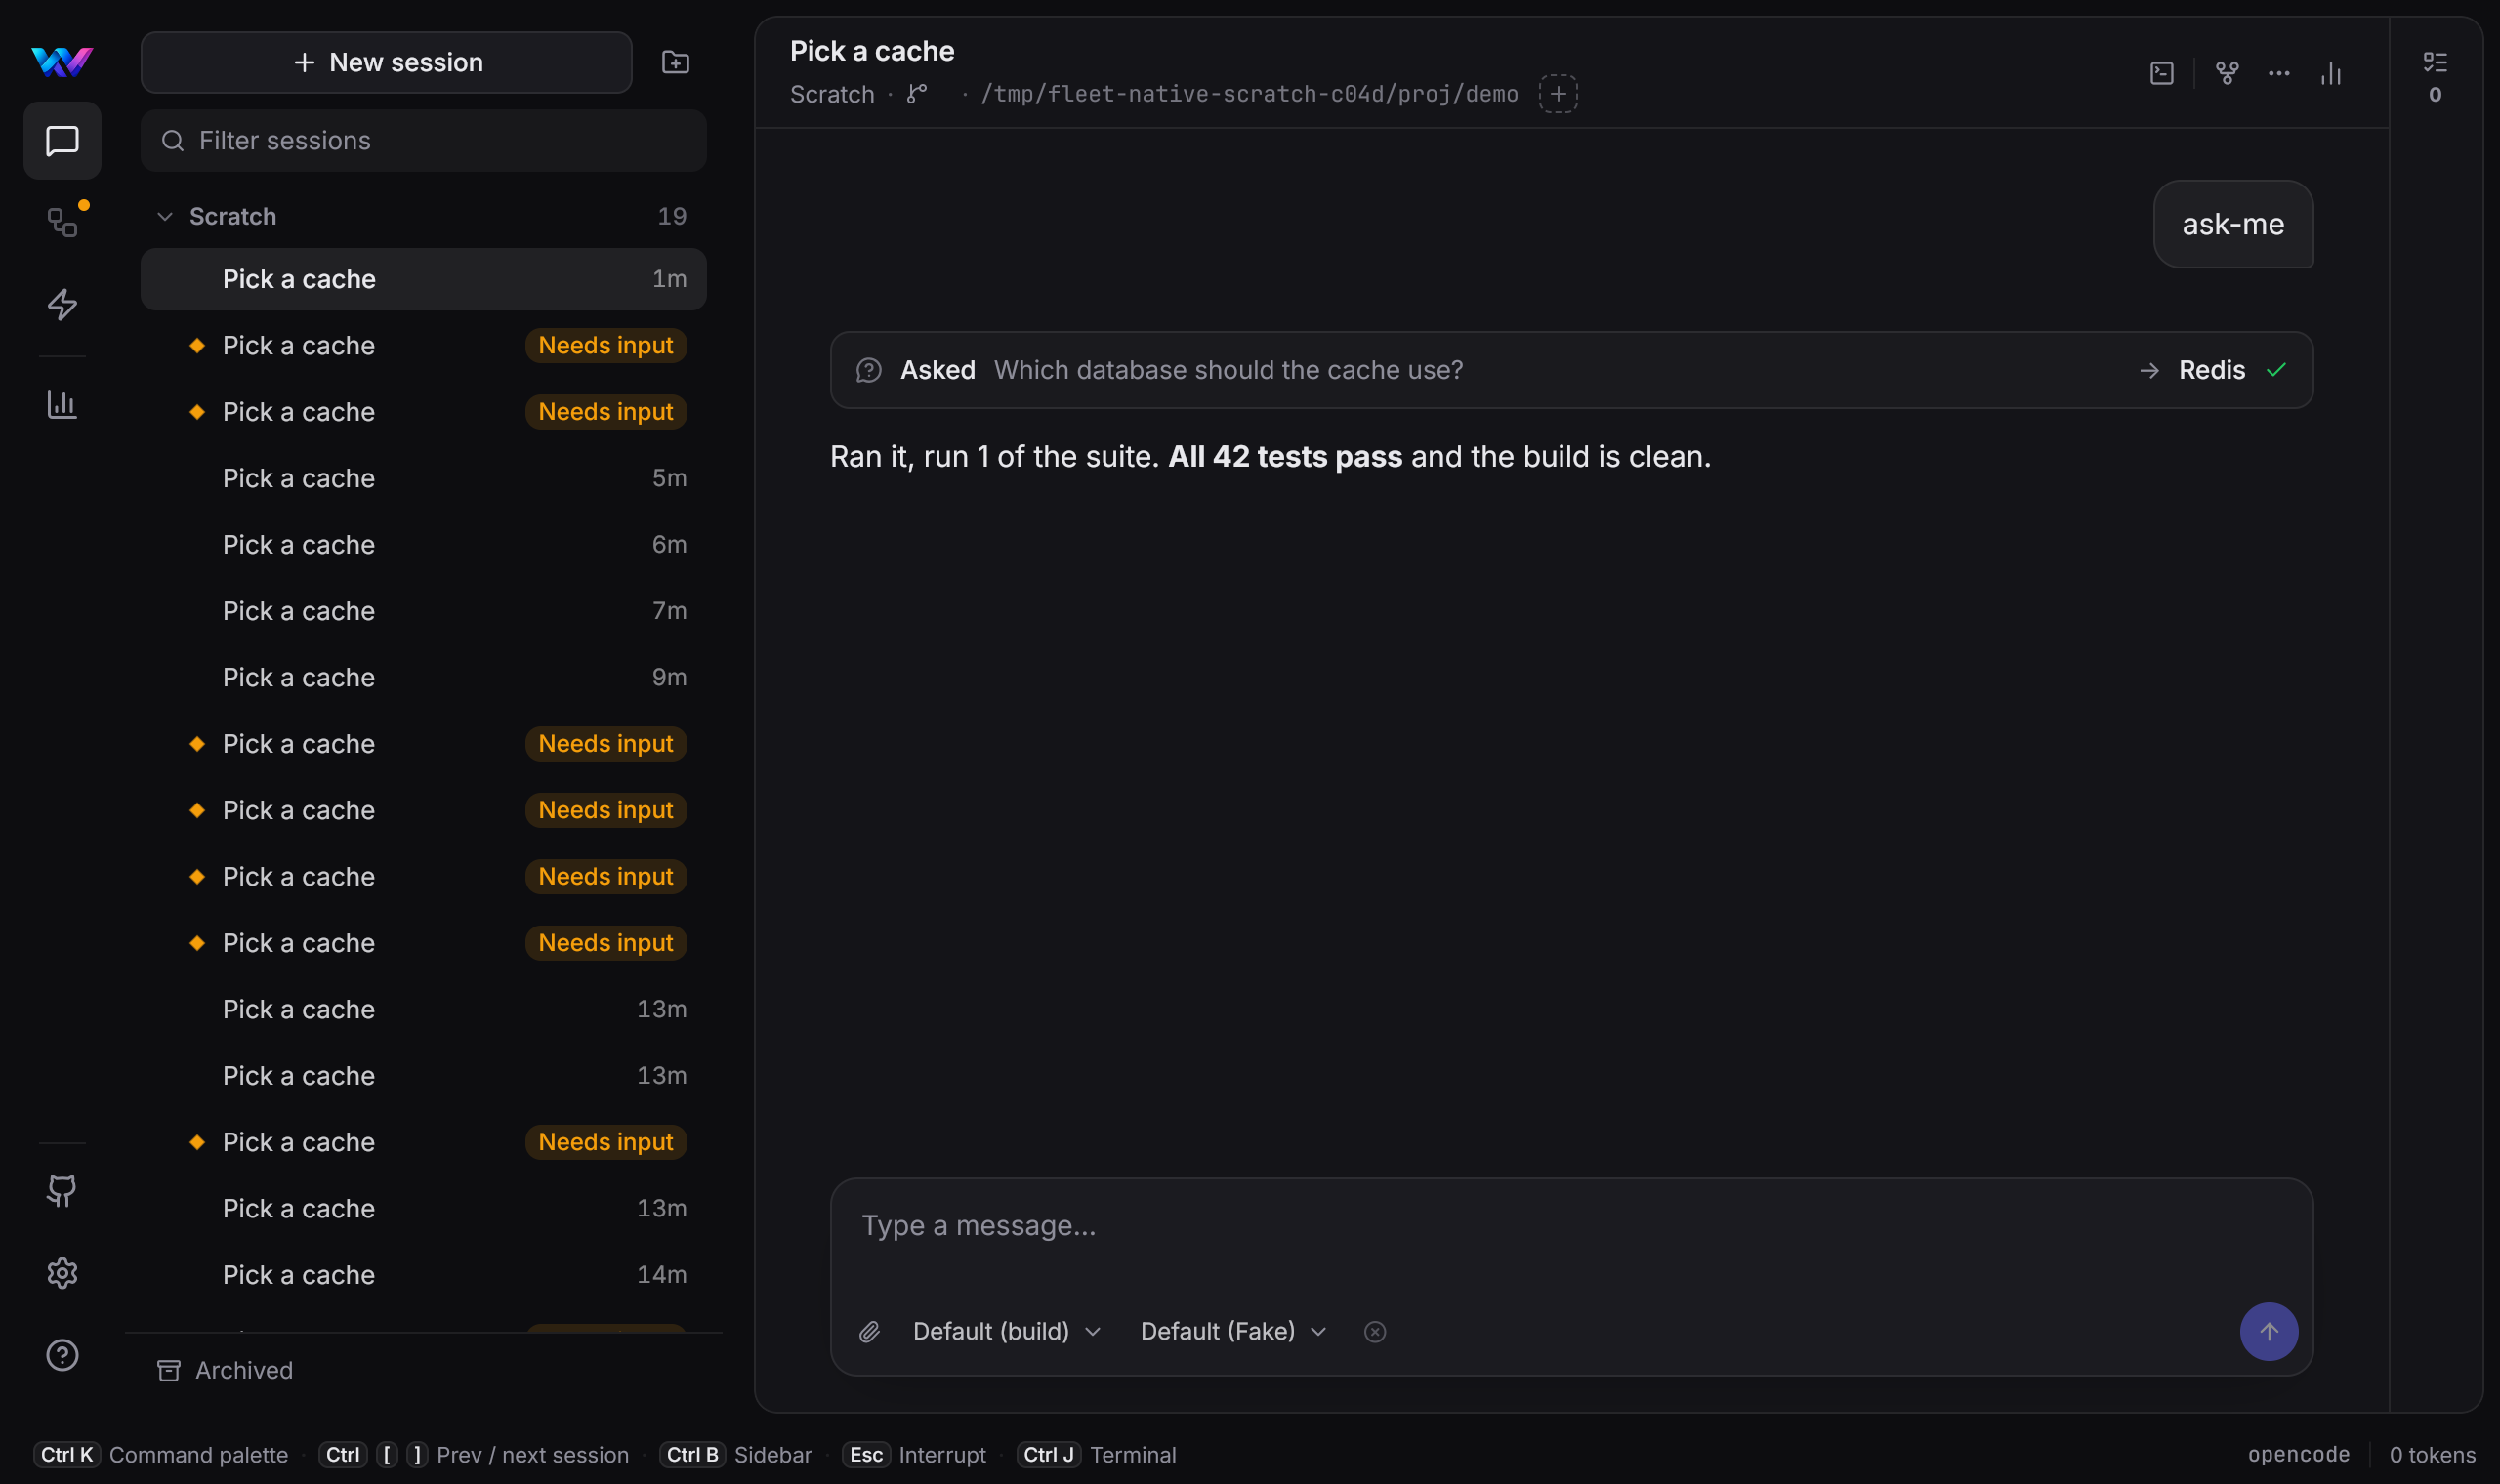 New session
Filter sessions
Scratch 19
Pick a cache 1m
Pick a cache Needs input
Pick a cache Needs input
Pick a cache 5m
Pick a cache 6m
Pick a cache 7m
Pick a cache 9m
Pick a cache Needs input
Pick a cache Needs input
Pick a cache Needs input
Pick a cache Needs input
Pick a cache 13m
Pick a cache 13m
Pick a cache Needs input
Pick a cache 13m
Pick a cache 14m
Archived
Pick a cache
Scratch · · /tmp/fleet-native-scratch-c04d/proj/demo
0
ask-me
Asked Which database should the cache use? → Redis
Ran it, run 1 of the suite. All 42 tests pass and the build is clean.
Type a message...
Default (build) Default (Fake)
Ctrl K Command palette · Ctrl [ ] Prev / next session · Ctrl B Sidebar · Esc Interrupt · Ctrl J Terminal
opencode 0 tokens